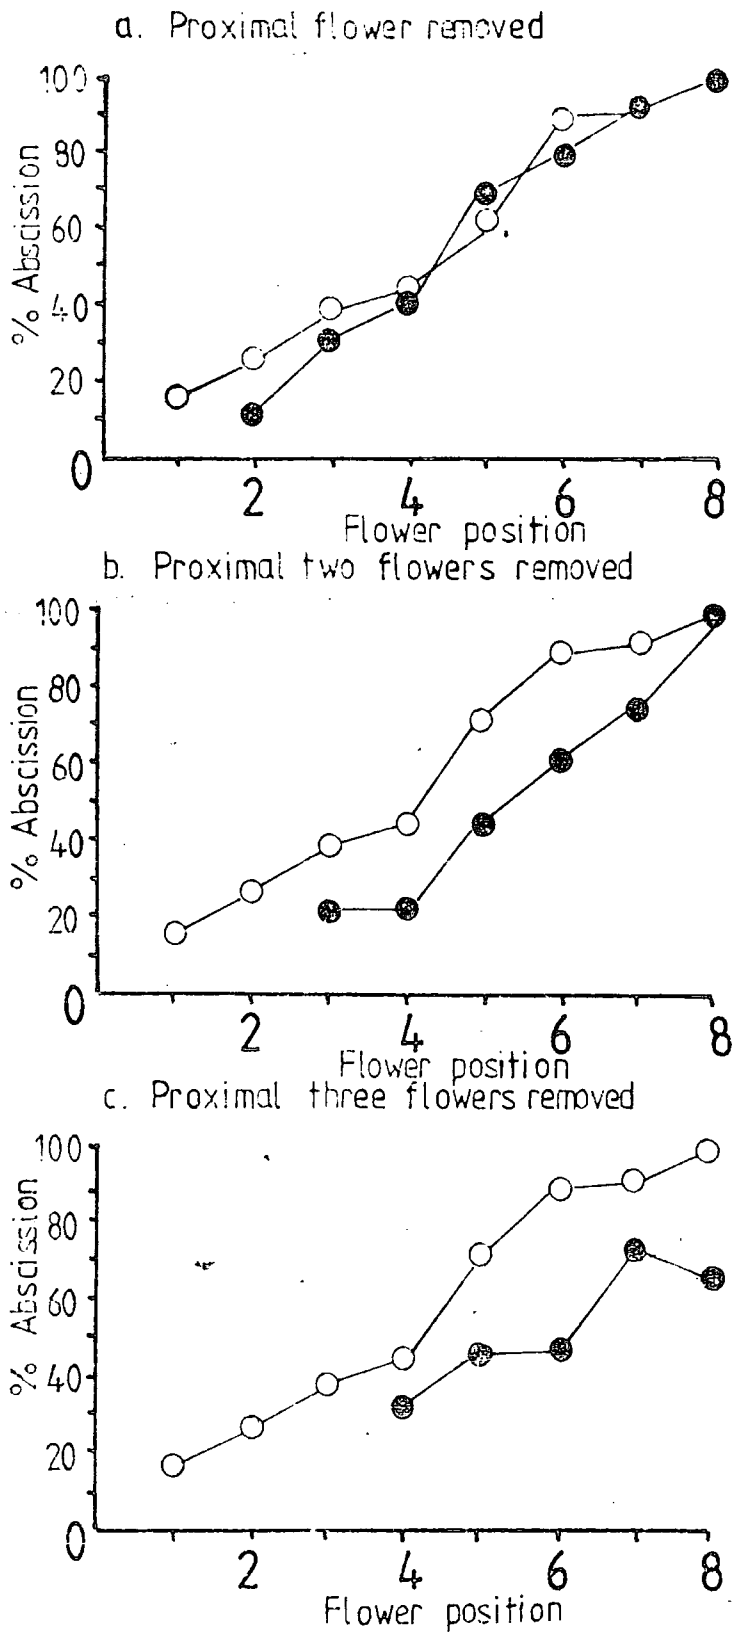 a. Proximal flower removed
100
80
60
40
20
0
% Abscission
2 4 6 8
Flower position
b. Proximal two flowers removed
100
80
60
40
20
0
% Abscission
2 4 6 8
Flower position
c. Proximal three flowers removed
100
80
60
40
20
0
% Abscission
2 4 6 8
Flower position